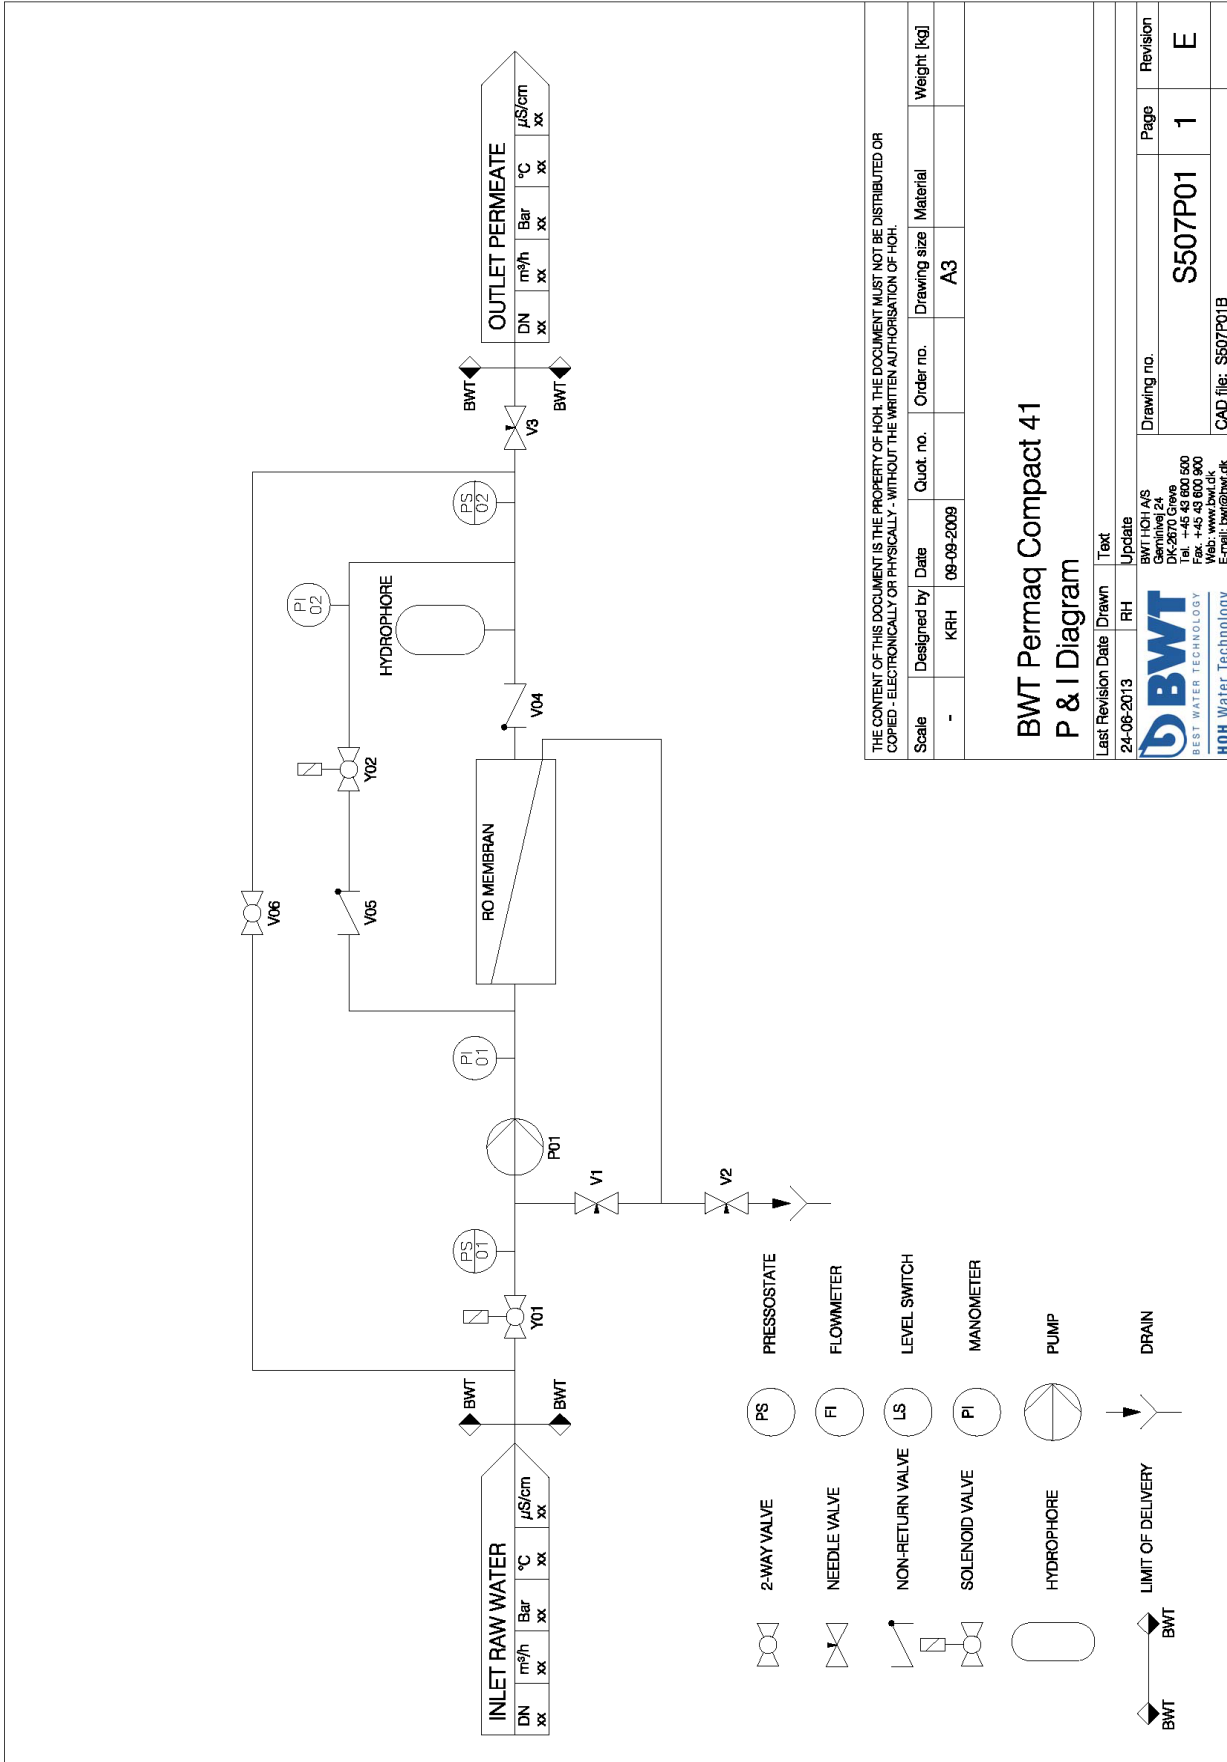 INLET RAW WATER
DN m³/h Bar °C µS/cm
xx xx xx xx xx
BWT
BWT
Y01
PS
01
V1
V2
P01
PI
01
V06
V05
Y02
RO MEMBRAN
V04
HYDROPHORE
PI
02
PS
02
V3
BWT
BWT
OUTLET PERMEATE
DN m³/h Bar °C µS/cm
xx xx xx xx xx
2-WAY VALVE
NEEDLE VALVE
NON-RETURN VALVE
SOLENOID VALVE
HYDROPHORE
LIMIT OF DELIVERY
BWT BWT
PS PRESSOSTATE
FI FLOWMETER
LS LEVEL SWITCH
PI MANOMETER
PUMP
DRAIN
THE CONTENT OF THIS DOCUMENT IS THE PROPERTY OF HOH. THE DOCUMENT MUST NOT BE DISTRIBUTED OR
COPIED - ELECTRONICALLY OR PHYSICALLY - WITHOUT THE WRITTEN AUTHORISATION OF HOH.
Scale Designed by Date Quot. no. Order no. Drawing size Material Weight [kg]
- KRH 09-09-2009 A3
BWT Permaq Compact 41
P & I Diagram
Last Revision Date Drawn Text
24-06-2013 RH Update
BWT
BEST WATER TECHNOLOGY
HOH Water Technology
BWT HOH A/S
Geminivej 24
DK-2670 Greve
Tel. +45 43 600 500
Fax. +45 43 600 900
Web: www.bwt.dk
E-mail: bwt@bwt.dk
Drawing no. Page Revision
S507P01 1 E
CAD file: S507P01B